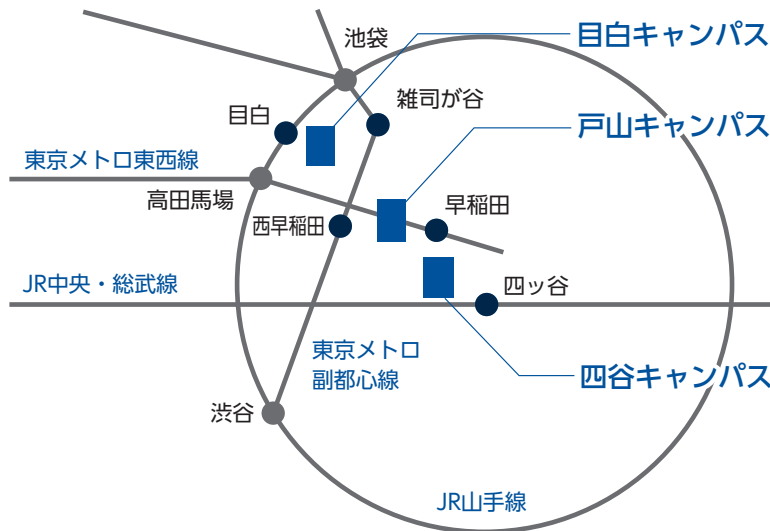 池袋
目白キャンパス
雑司が谷
目白
戸山キャンパス
東京メトロ東西線
高田馬場
早稲田
西早稲田
JR中央・総武線
四ッ谷
東京メトロ
副都心線
四谷キャンパス
渋谷
JR山手線